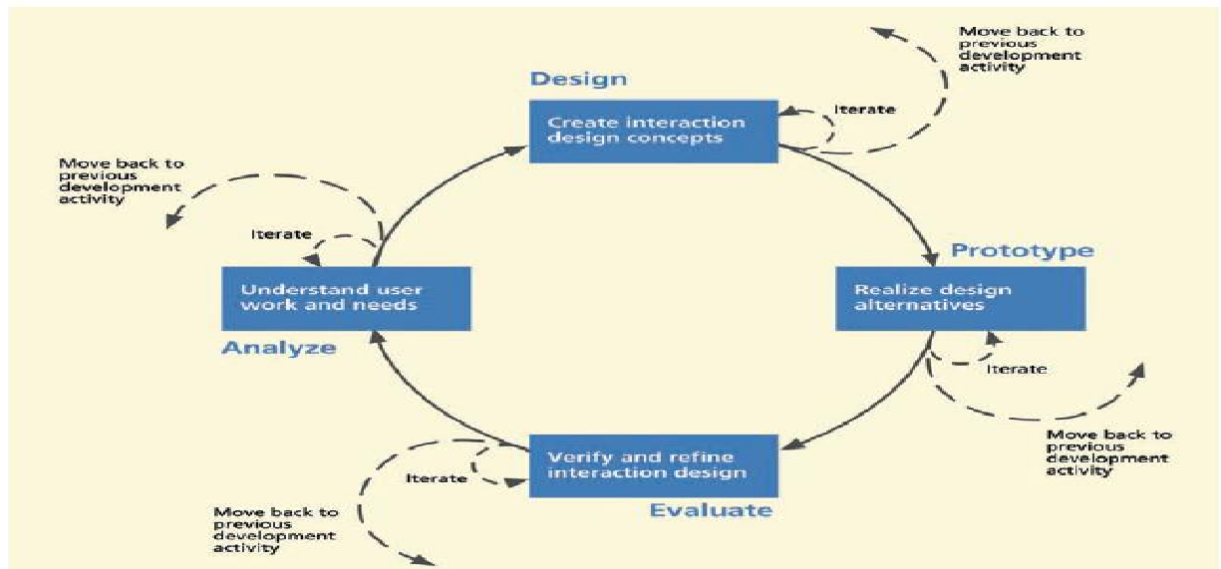 Move back to
previous
development
activity
Design
Create interaction
design concepts
Iterate
Move back to
previous
development
activity
Iterate
Prototype
Understand user
work and needs
Realize design
alternatives
Analyze
Iterate
Verify and refine
interaction design
Iterate
Move back to
previous
development
activity
Evaluate
Move back to
previous
development
activity